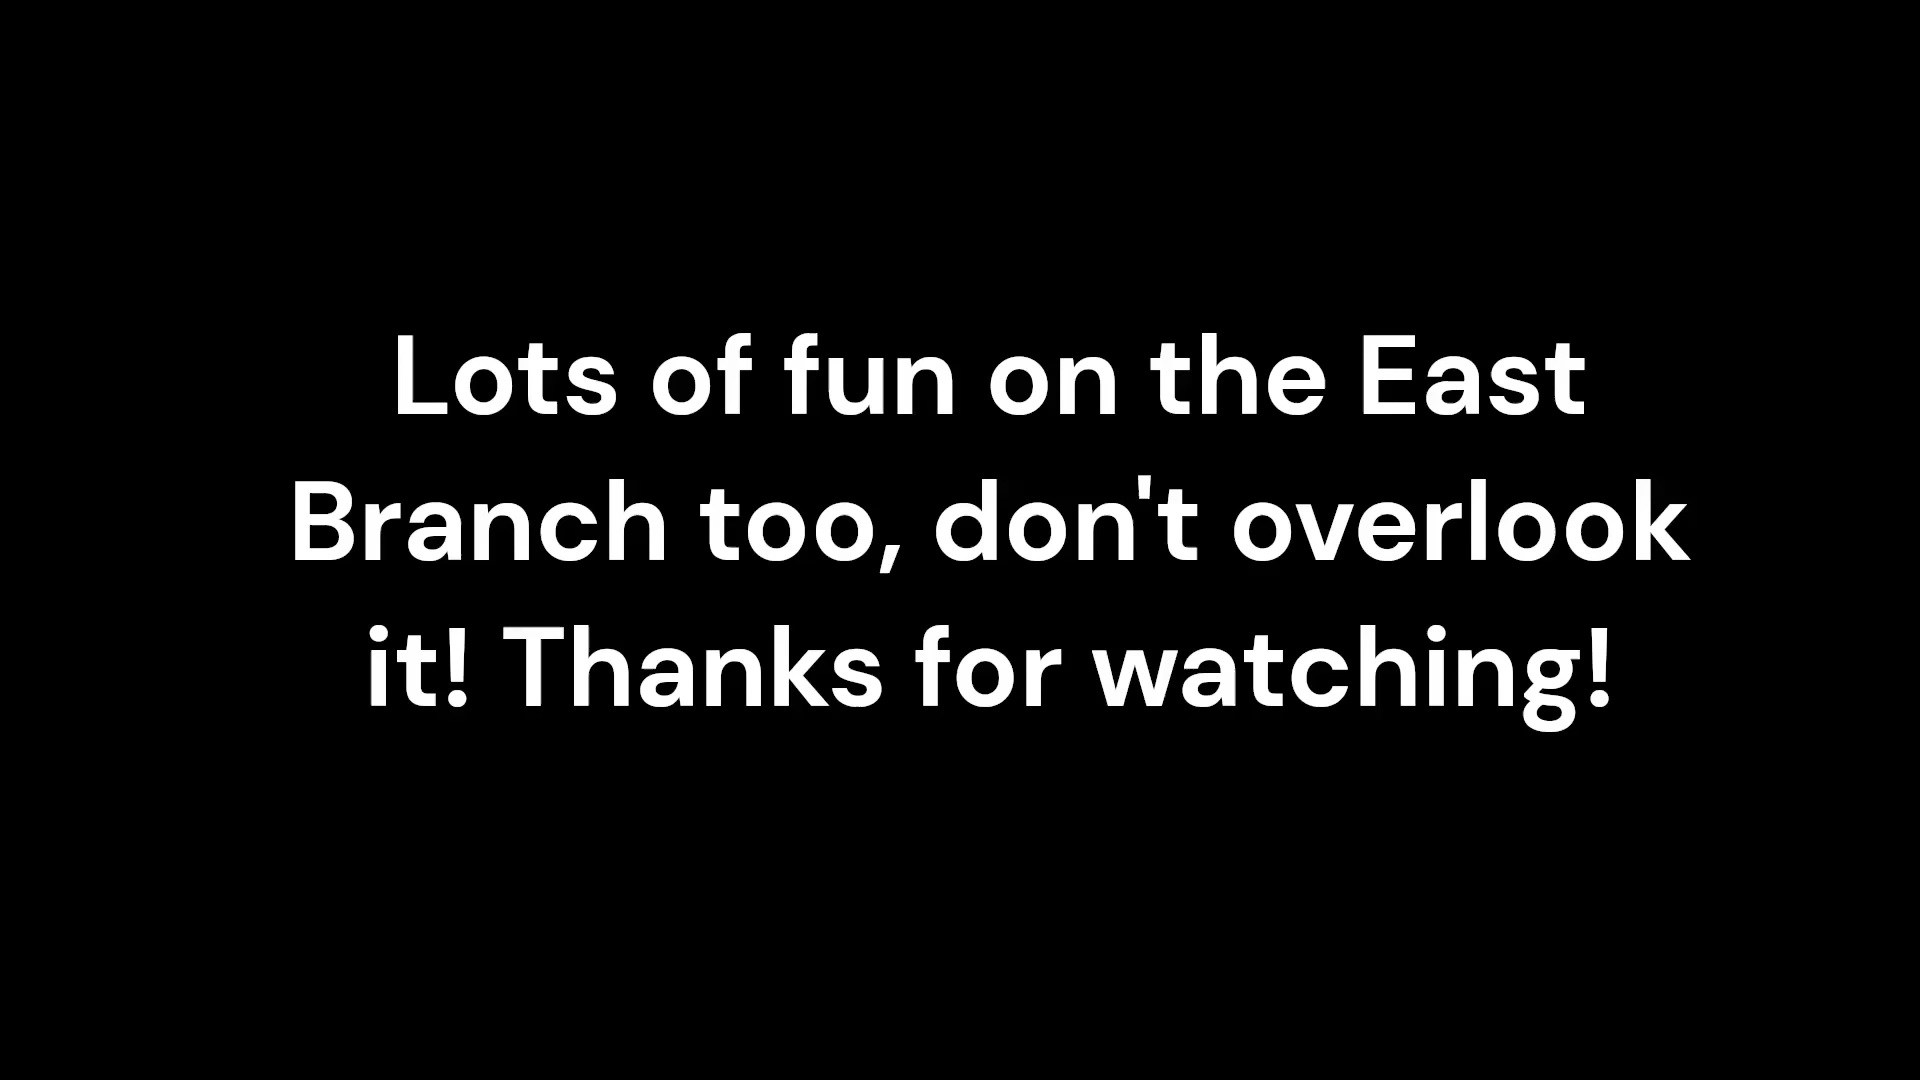 Lots of fun on the East
Branch too, don't overlook
it! Thanks for watching!